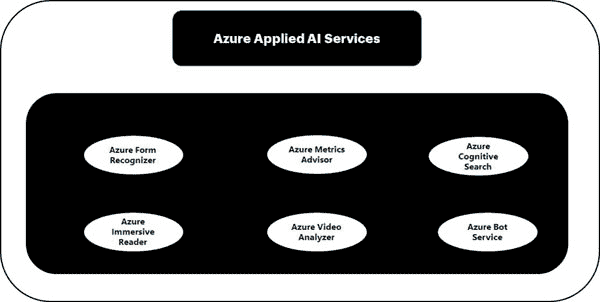 Azure Applied AI Services
Azure Form
Recognizer
Azure Metrics
Advisor
Azure
Cognitive
Search
Azure
Immersive
Reader
Azure Video
Analyzer
Azure Bot
Service